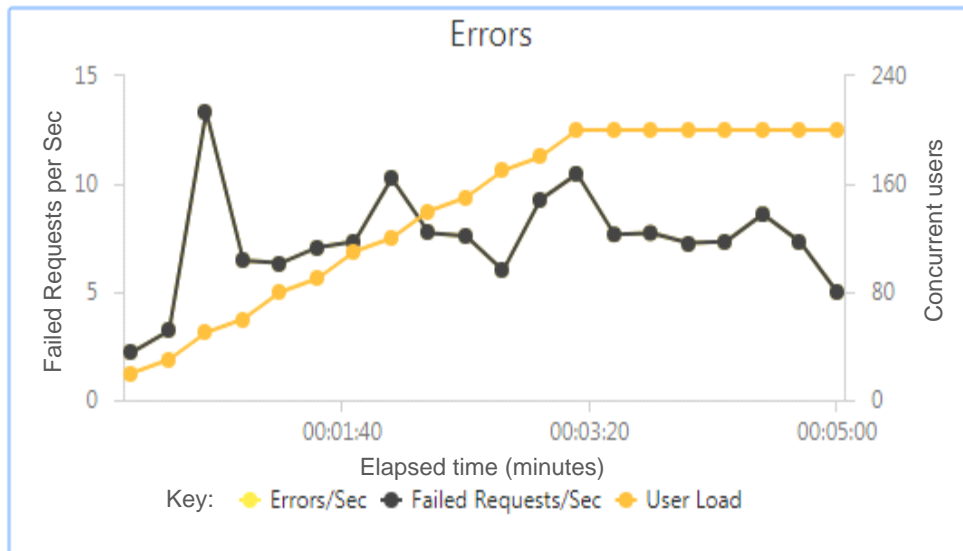 Errors
15
240
10
160
5
80
0
0
Failed Requests per Sec
Concurrent users
00:01:40
00:03:20
00:05:00
Elapsed time (minutes)
Key: Errors/Sec Failed Requests/Sec User Load